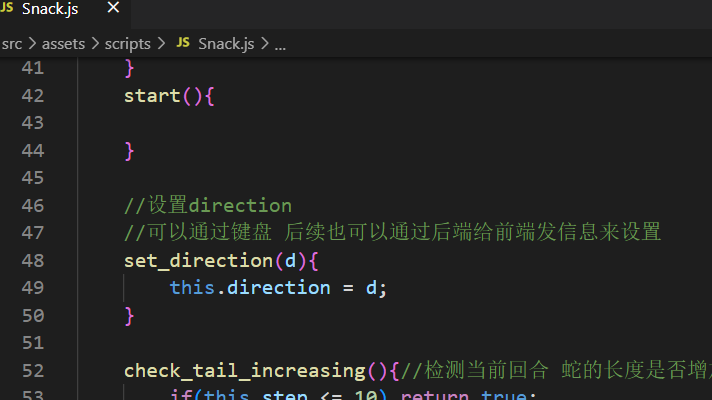 JS Snack.js ×
src > assets > scripts > JS Snack.js > ...
41 }
42 start(){
43
44 }
45
46 //设置direction
47 //可以通过键盘 后续也可以通过后端给前端发信息来设置
48 set_direction(d){
49 this.direction = d;
50 }
51
52 check_tail_increasing(){//检测当前回合 蛇的长度是否增
53 if(this.step <= 10) return true;